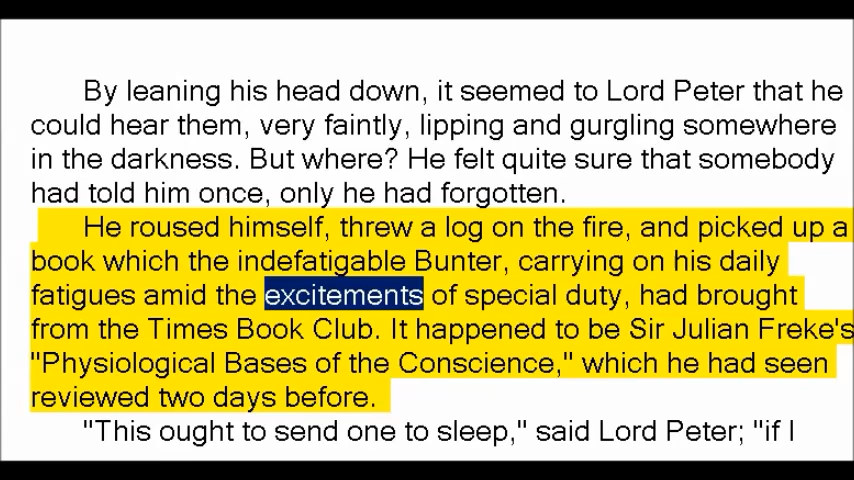 By leaning his head down, it seemed to Lord Peter that he
could hear them, very faintly, lipping and gurgling somewhere
in the darkness. But where? He felt quite sure that somebody
had told him once, only he had forgotten.
He roused himself, threw a log on the fire, and picked up a
book which the indefatigable Bunter, carrying on his daily
fatigues amid the excitements of special duty, had brought
from the Times Book Club. It happened to be Sir Julian Freke's
"Physiological Bases of the Conscience," which he had seen
reviewed two days before.
"This ought to send one to sleep," said Lord Peter; "if I